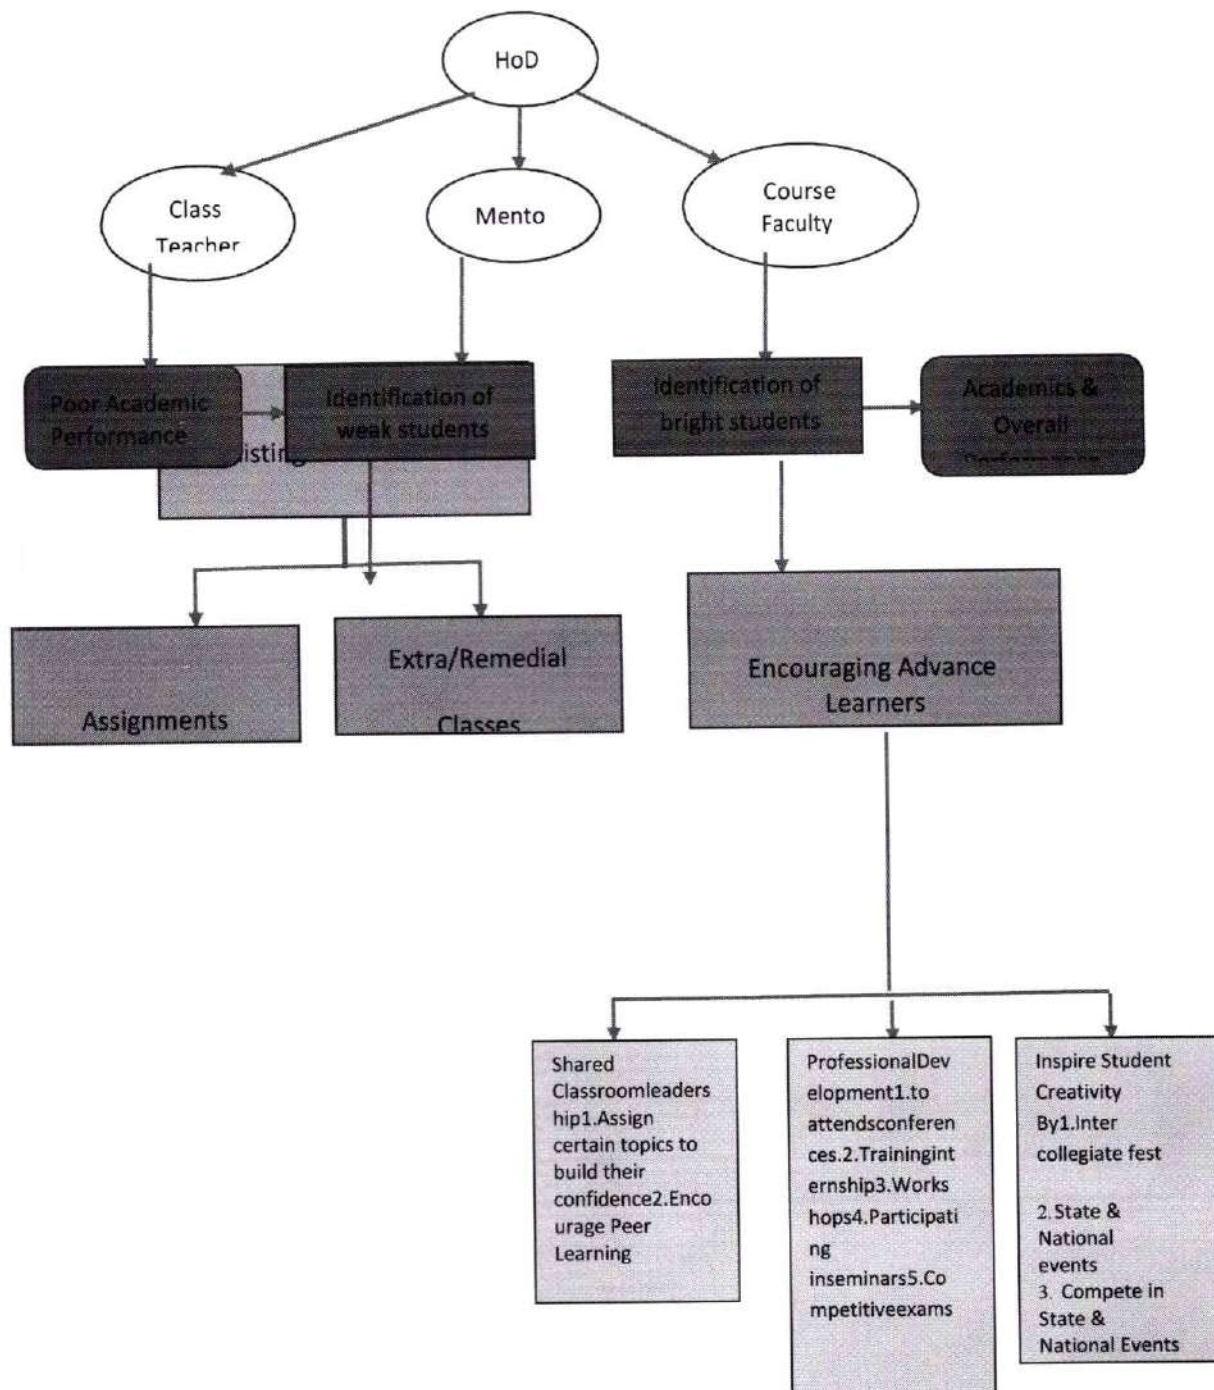 HoD
Class
Teacher
Mento
Course
Faculty
Poor Academic
Performance
Identification of
weak students
isting
Identification of
bright students
Academics &
Overall
Performance
Assignments
Extra/Remedial
Classes
Encouraging Advance
Learners
Shared
Classroomleaders
hip1.Assign
certain topics to
build their
confidence2.Enco
urage Peer
Learning
ProfessionalDev
elopment1.to
attendsconferen
ces.2.Trainingint
ernship3.Works
hops4.Participati
ng
inseminars5.Co
mpetitiveexams
Inspire Student
Creativity
By1.Inter
collegiate fest
2. State &
National
events
3. Compete in
State &
National Events